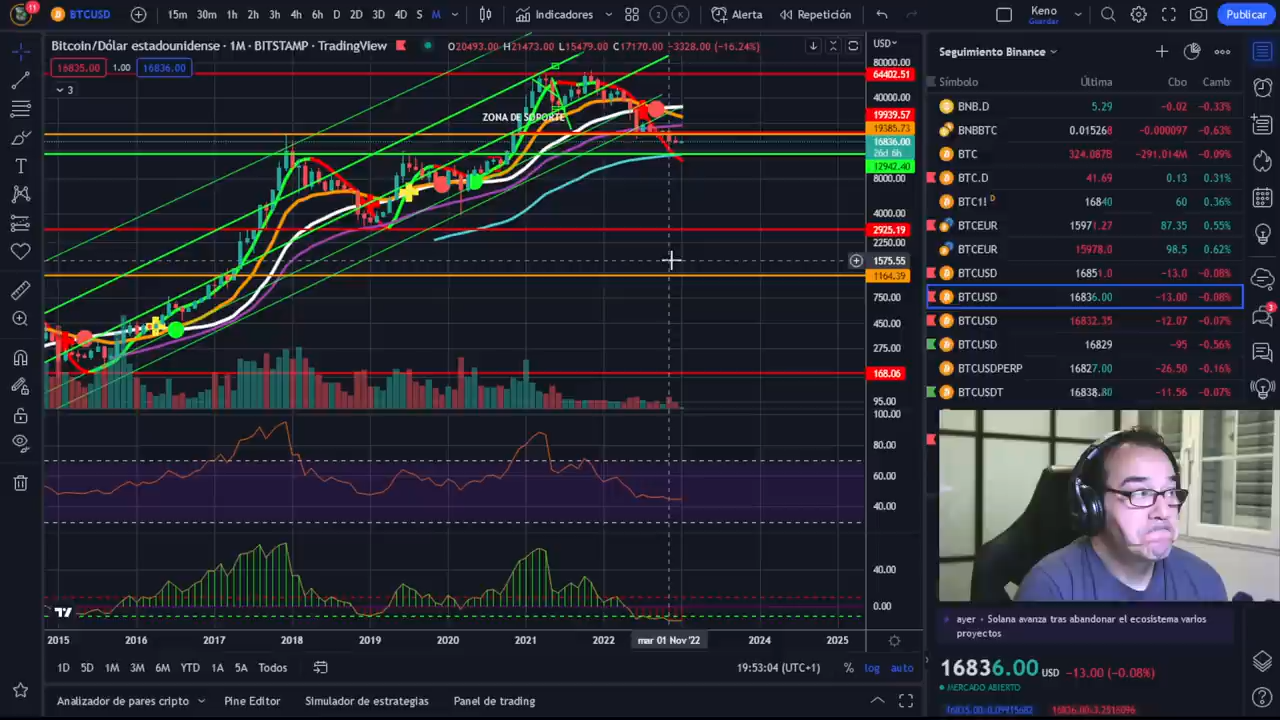 11
BTCUSD
15m 30m 1h 2h 3h 4h 6h D 2D 3D 4D S M
Indicadores
Alerta
Repetición
Keno
Guardar
Publicar
Bitcoin/Dólar estadounidense · 1M · BITSTAMP · TradingView
O20493.00 H21473.00 L15479.00 C17170.00 -3328.00 (-16.24%)
USD
16835.00 1.00 16836.00
3
ZONA DE SOPORTE
80000.00
64402.51
40000.00
19939.57
19385.73
16836.00
26d 6h
12942.40
8000.00
4000.00
2925.19
2250.00
1575.55
1164.39
750.00
450.00
275.00
168.06
95.00
100.00
80.00
60.00
40.00
40.00
0.00
2015 2016 2017 2018 2019 2020 2021 2022 mar 01 Nov '22 2024 2025
1D 5D 1M 3M 6M YTD 1A 5A Todos
19:53:04 (UTC+1)
% log auto
Analizador de pares cripto
Pine Editor
Simulador de estrategias
Panel de trading
Seguimiento Binance
Símbolo Última Cbo Camb
BNB.D 5.29 -0.02 -0.33%
BNBBTC 0.015268 -0.000097 -0.63%
BTC 324.087B -291.014M -0.09%
BTC.D 41.69 0.13 0.31%
BTC1! D 16840 60 0.36%
BTCEUR 15971.27 87.35 0.55%
BTCEUR 15978.0 98.5 0.62%
BTCUSD 16851.0 -13.0 -0.08%
BTCUSD 16836.00 -13.00 -0.08%
BTCUSD 16832.35 -12.07 -0.07%
BTCUSD 16829 -95 -0.56%
BTCUSDPERP 16827.00 -26.50 -0.16%
BTCUSDT 16838.80 -11.56 -0.07%
3
ayer • Solana avanza tras abandonar el ecosistema varios
proyectos
16836.00 USD -13.00 (-0.08%)
MERCADO ABIERTO